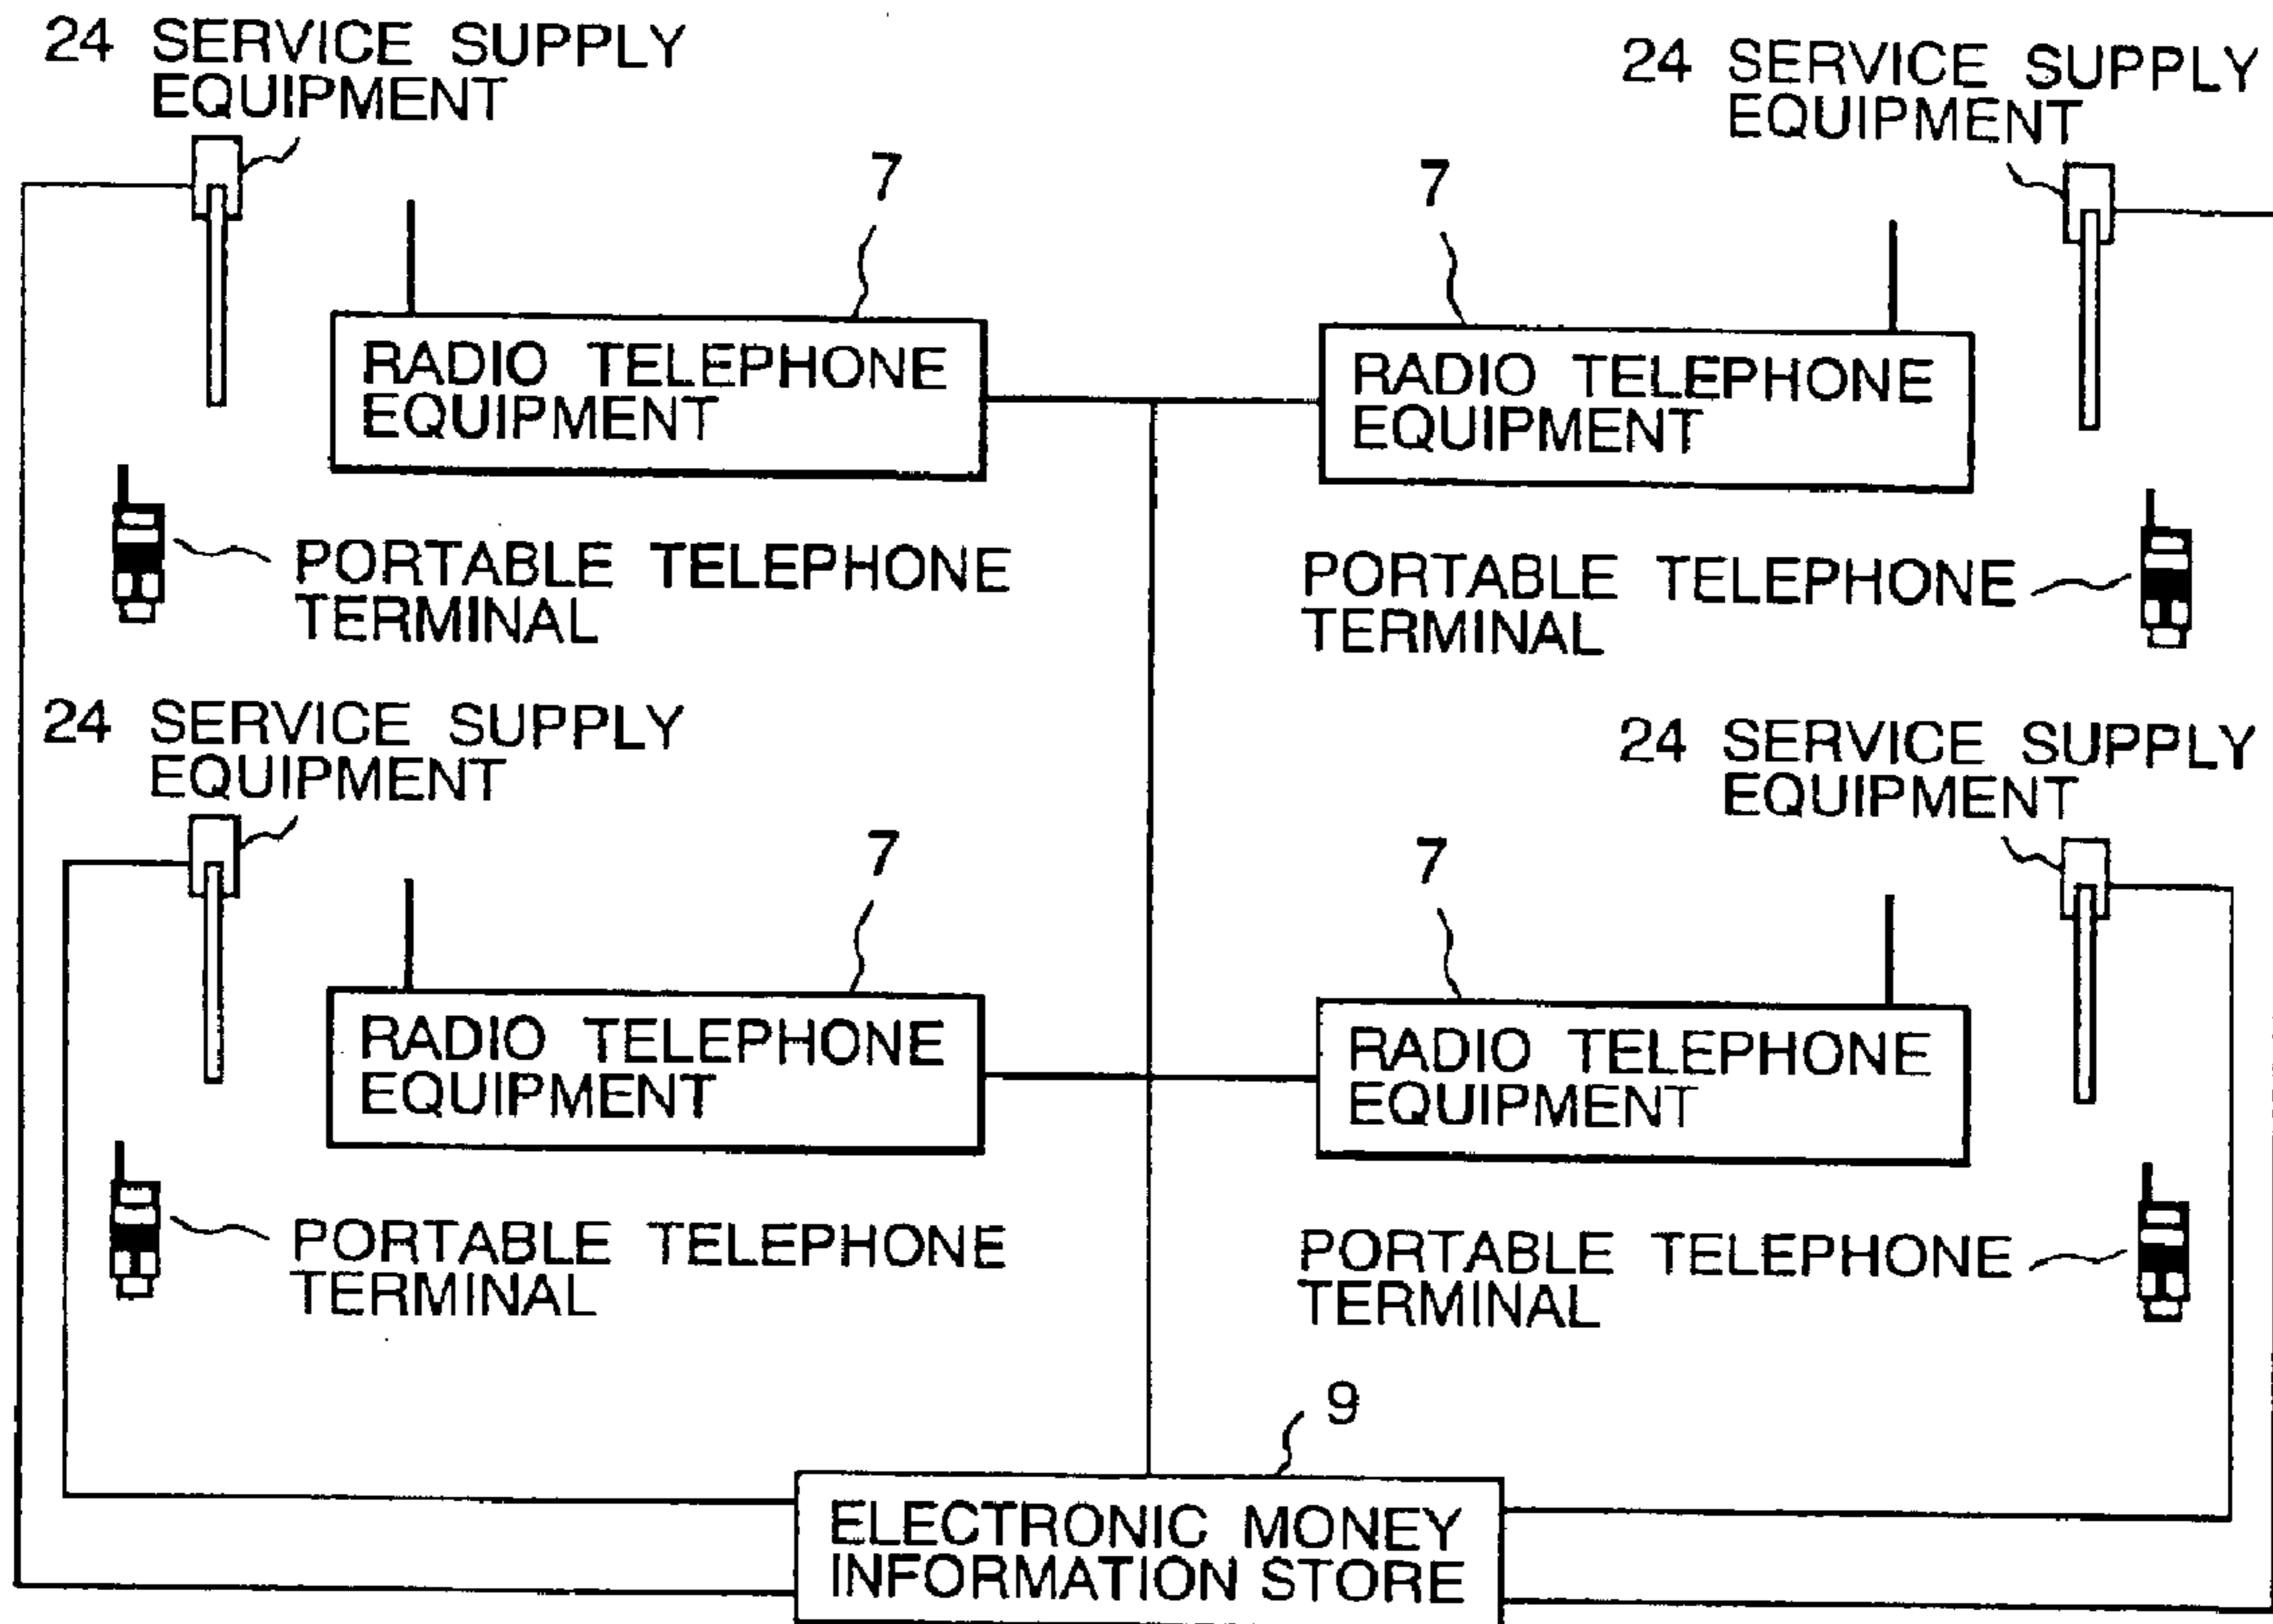 24 SERVICE SUPPLY
EQUIPMENT
24 SERVICE SUPPLY
EQUIPMENT
7
7
RADIO TELEPHONE
EQUIPMENT
RADIO TELEPHONE
EQUIPMENT
PORTABLE TELEPHONE
TERMINAL
PORTABLE TELEPHONE
TERMINAL
24 SERVICE SUPPLY
EQUIPMENT
24 SERVICE SUPPLY
EQUIPMENT
7
7
RADIO TELEPHONE
EQUIPMENT
RADIO TELEPHONE
EQUIPMENT
PORTABLE TELEPHONE
TERMINAL
PORTABLE TELEPHONE
TERMINAL
9
ELECTRONIC MONEY
INFORMATION STORE